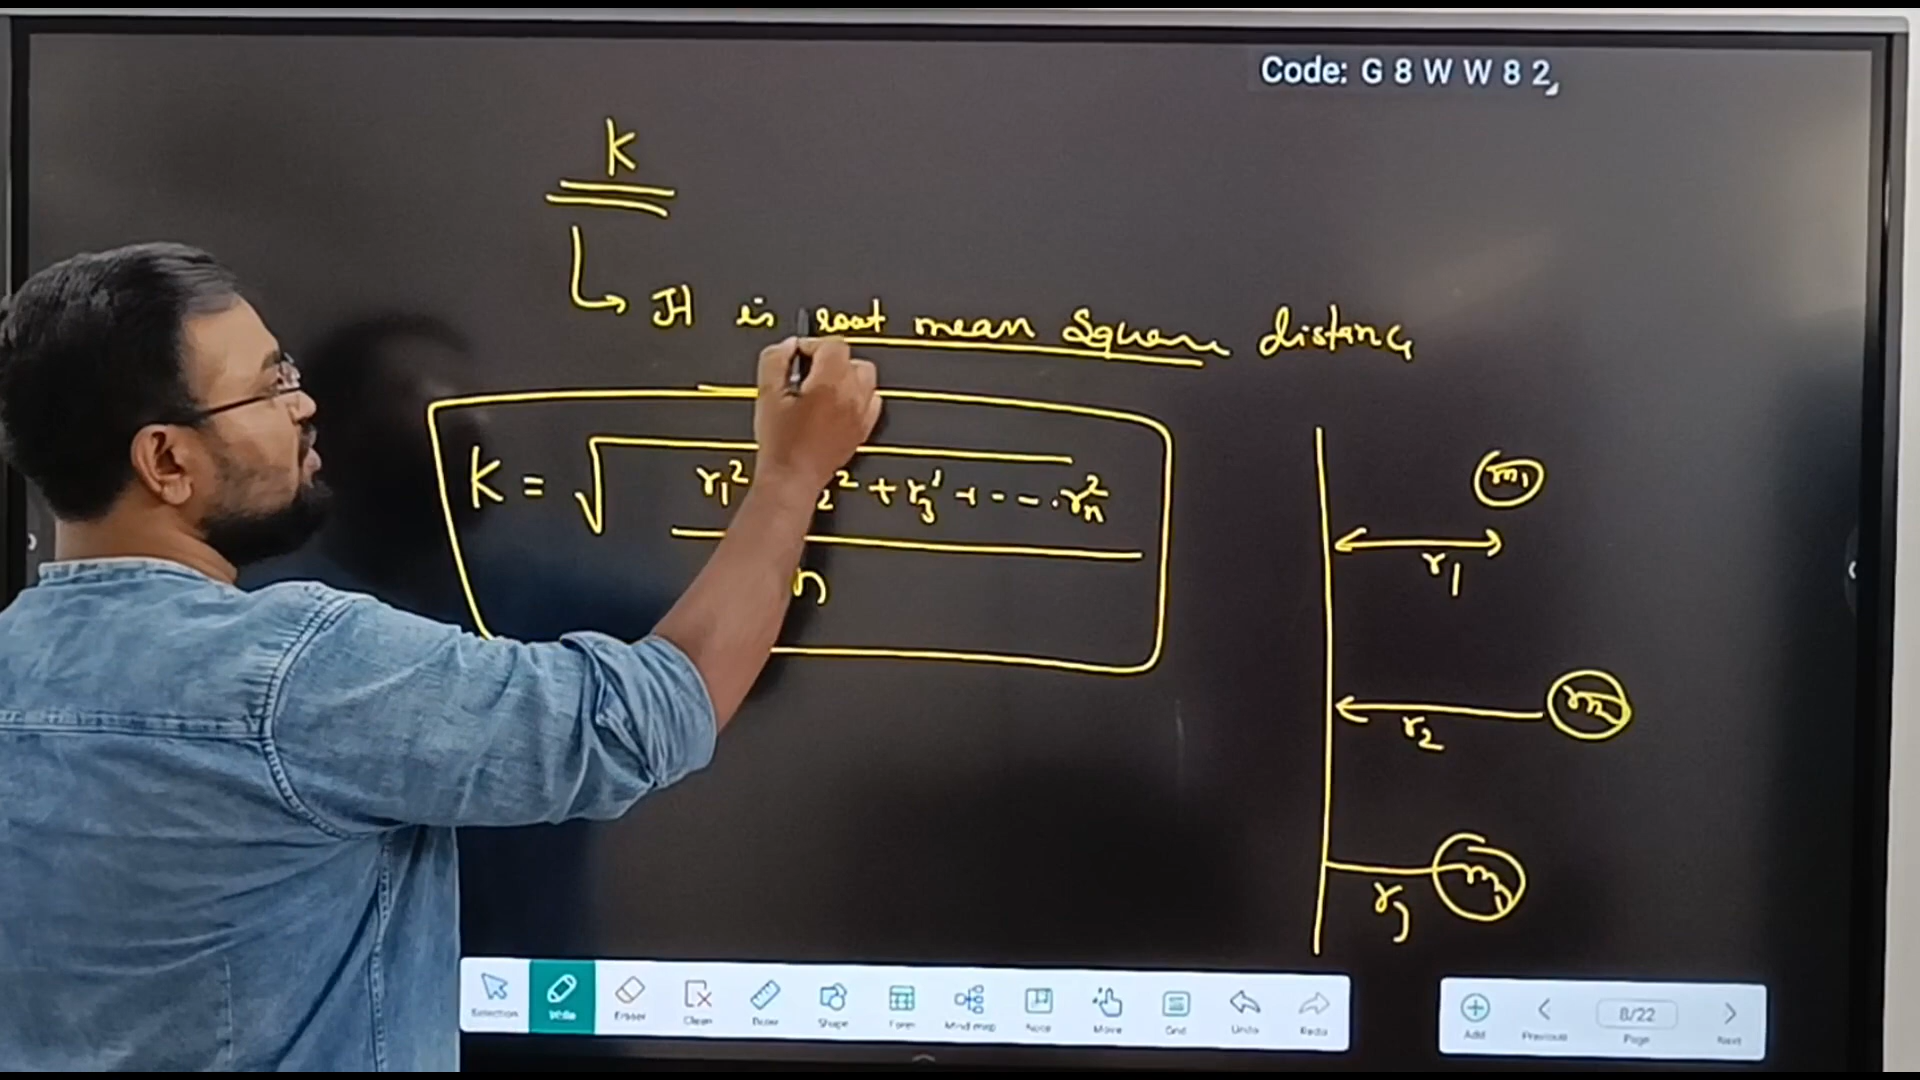 Code: G 8 W W 8 2
K
It is root mean Square distance
K = √ r₁² ₂² + r₃² + - - - . rₙ²
n
m₁
r₁
m₂
r₂
m₃
r₃
Selection Write Eraser Clean Draw Shape Form Mind map Note Move Grid Undo Redo
Add Previous 8/22 Page Next